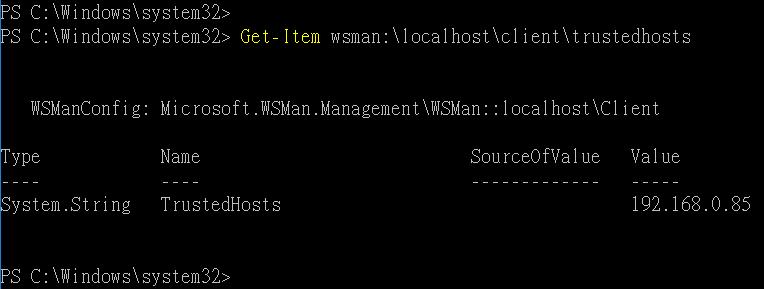 PS C:\Windows\system32>
PS C:\Windows\system32> Get-Item wsman:\localhost\client\trustedhosts
WSManConfig: Microsoft.WSMan.Management\WSMan::localhost\Client
Type Name SourceOfValue Value
---- ---- ------------- -----
System.String TrustedHosts 192.168.0.85
PS C:\Windows\system32>